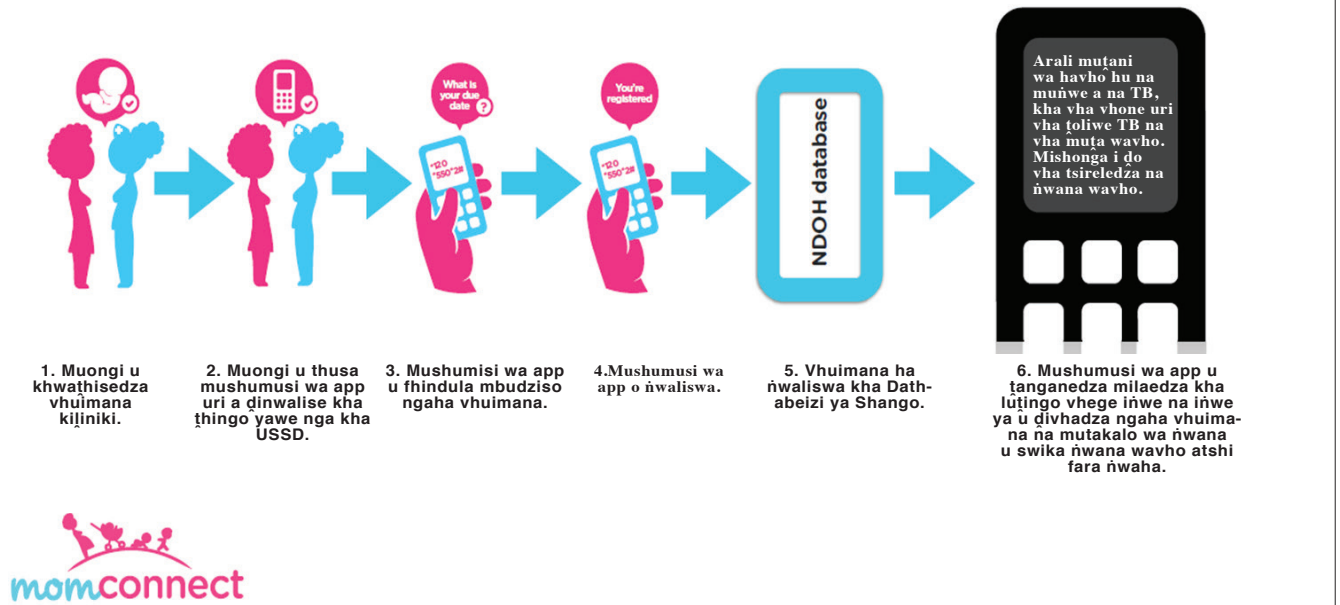 What is
your due
date ?
*120
*550*2#
You're
registered
*120
*550*2#
NDOH database
Arali muṱani
wa havho hu na
muṅwe a na TB,
kha vha vhone uri
vha ṱoliwe TB na
vha muṱa wavho.
Mishonga i ḓo
vha tsireledza na
ṅwana wavho.
1. Muongi u
khwaṱhisedza
vhuimana
kiḽiniki.
2. Muongi u thusa
mushumusi wa app
uri a ḓinwalise kha
ṱhingo yawe nga kha
USSD.
3. Mushumisi wa app
u fhindula mbudziso
ngaha vhuimana.
4.Mushumusi wa
app o ṅwaliswa.
5. Vhuimana ha
ṅwaliswa kha Dath-
abeizi ya Shango.
6. Mushumusi wa app u
ṱanganedza milaedza kha
luṱingo vhege iṅwe na iṅwe
ya u ḓivhadza ngaha vhuima-
na na mutakalo wa ṅwana
u swika ṅwana wavho atshi
fara ṅwaha.
momconnect